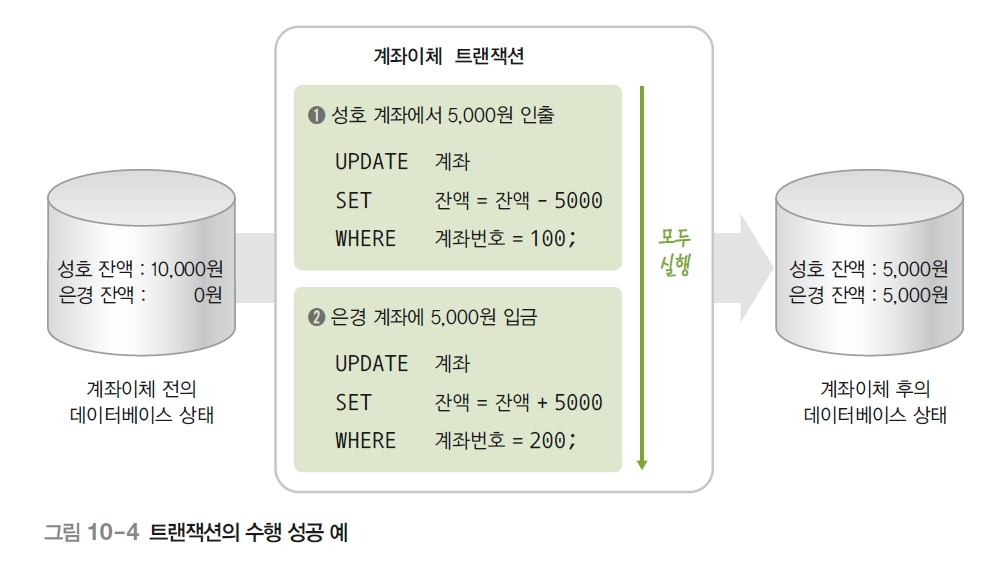 계좌이체 트랜잭션
❶ 성호 계좌에서 5,000원 인출
UPDATE 계좌
SET 잔액 = 잔액 - 5000
WHERE 계좌번호 = 100;
❷ 은경 계좌에 5,000원 입금
UPDATE 계좌
SET 잔액 = 잔액 + 5000
WHERE 계좌번호 = 200;
모두
실행
성호 잔액 : 10,000원
은경 잔액 : 0원
계좌이체 전의
데이터베이스 상태
성호 잔액 : 5,000원
은경 잔액 : 5,000원
계좌이체 후의
데이터베이스 상태
그림 10-4 트랜잭션의 수행 성공 예